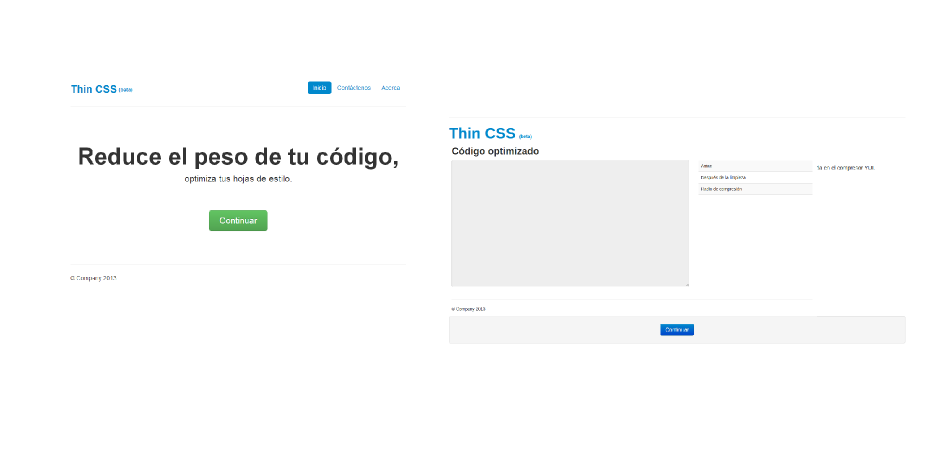 Thin CSS (beta)
Inicio Contáctenos Acerca
Reduce el peso de tu código,
optimiza tus hojas de estilo.
Continuar
© Company 2013
Thin CSS (beta)
Código optimizado
Antes
Después de la limpieza
Radio de compresión
en el compresor YUI
© Company 2013
Continuar